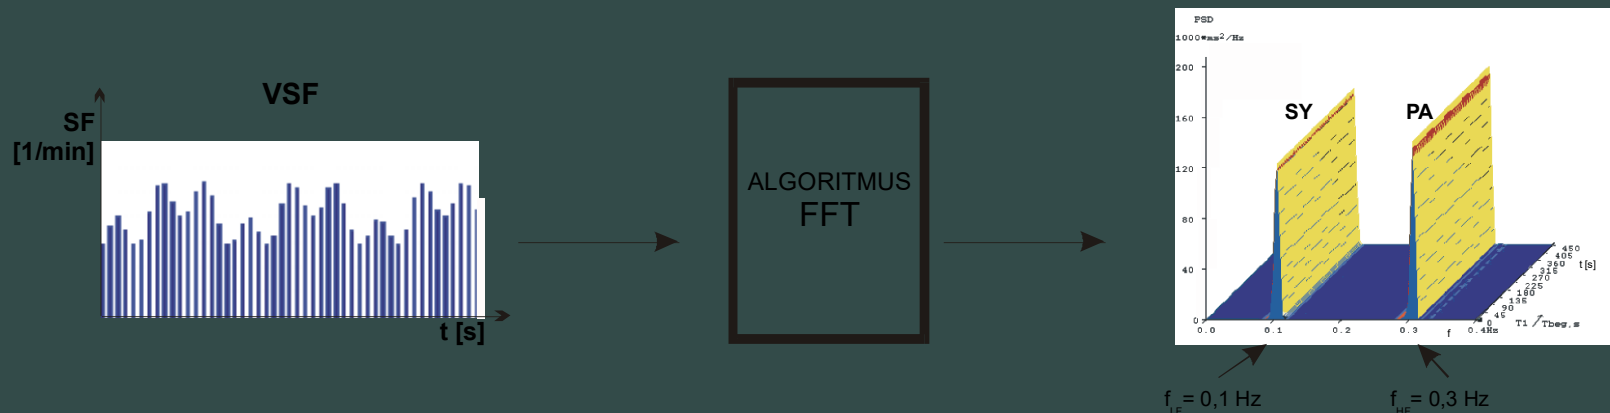 VSF
SF
[1/min]
t [s]
ALGORITMUS
FFT
PSD
1000*ms²/Hz
200
160
120
80
40
0
SY
PA
0.0
0.1
0.2
0.3
0.4Hz
f
0
45
90
135
180
225
270
315
360
405
450
t[s]
T1 / Tbeg,s
f_LF = 0,1 Hz
f_HF = 0,3 Hz